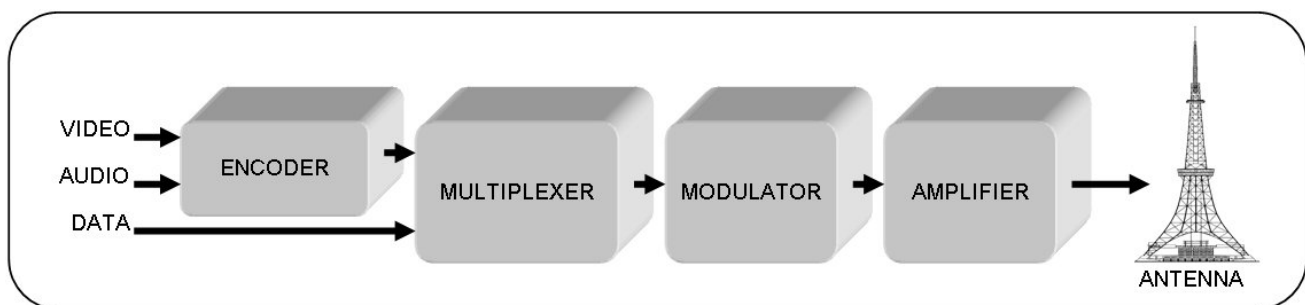 VIDEO
AUDIO
DATA
ENCODER
MULTIPLEXER
MODULATOR
AMPLIFIER
ANTENNA